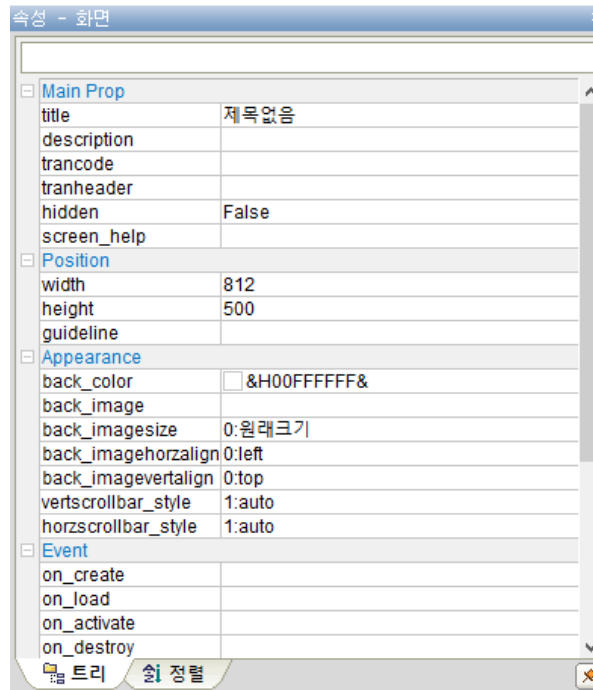 속성 - 화면
Main Prop
title 제목없음
description
trancode
tranheader
hidden False
screen_help
Position
width 812
height 500
guideline
Appearance
back_color &H00FFFFFF&
back_image
back_imagesize 0:원래크기
back_imagehorzalign 0:left
back_imagevertalign 0:top
vertscrollbar_style 1:auto
horzscrollbar_style 1:auto
Event
on_create
on_load
on_activate
on_destroy
트리 정렬